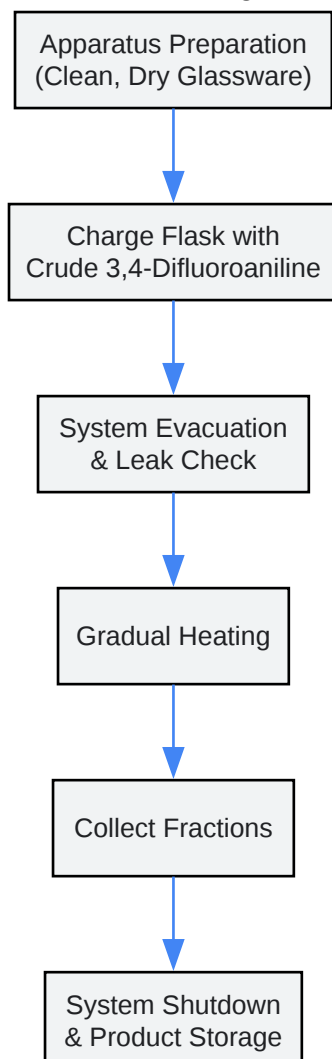 Apparatus Preparation
(Clean, Dry Glassware)
Charge Flask with
Crude 3,4-Difluoroaniline
System Evacuation
& Leak Check
Gradual Heating
Collect Fractions
System Shutdown
& Product Storage